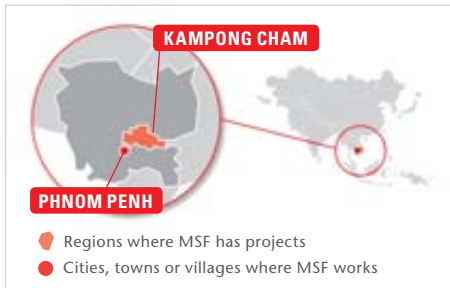 KAMPONG CHAM
PHNOM PENH
Regions where MSF has projects
Cities, towns or villages where MSF works